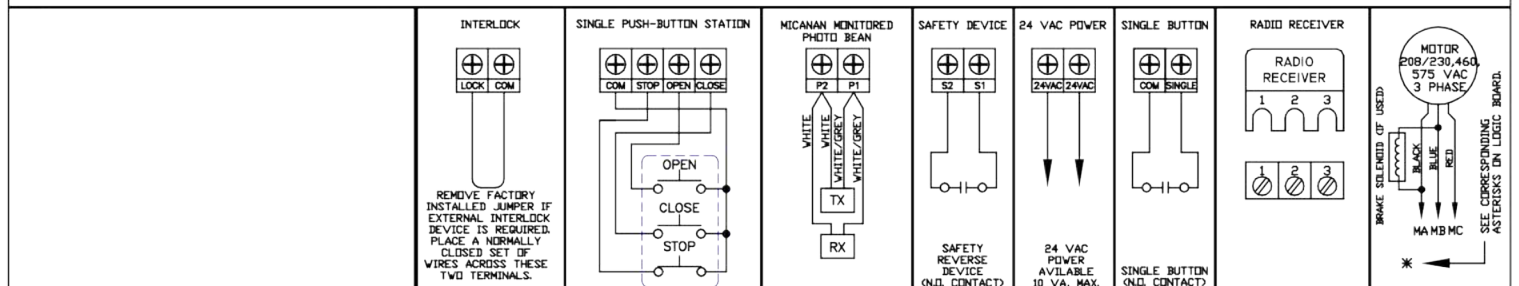 INTERLOCK
LOCK COM
REMOVE FACTORY
INSTALLED JUMPER IF
EXTERNAL INTERLOCK
DEVICE IS REQUIRED.
PLACE A NORMALLY
CLOSED SET OF
WIRES ACROSS THESE
TWO TERMINALS.
SINGLE PUSH-BUTTON STATION
COM STOP OPEN CLOSE
OPEN
CLOSE
STOP
MICANAN MONITORED
PHOTO BEAN
P2 P1
WHITE
WHITE
WHITE/GREY
WHITE/GREY
TX
RX
SAFETY DEVICE
S2 S1
SAFETY
REVERSE
DEVICE
(N.O. CONTACT)
24 VAC POWER
24VAC 24VAC
24 VAC
POWER
AVILABLE
10 VA. MAX.
SINGLE BUTTON
COM SINGLE
SINGLE BUTTON
(N.O. CONTACT)
RADIO RECEIVER
RADIO
RECEIVER
1 2 3
1 2 3
MOTOR
208/230,460,
575 VAC
3 PHASE
BRAKE SOLENOID (IF USED)
BLACK
BLUE
RED
MA MB MC
*
SEE CORRESPONDING
ASTERISKS ON LOGIC BOARD.